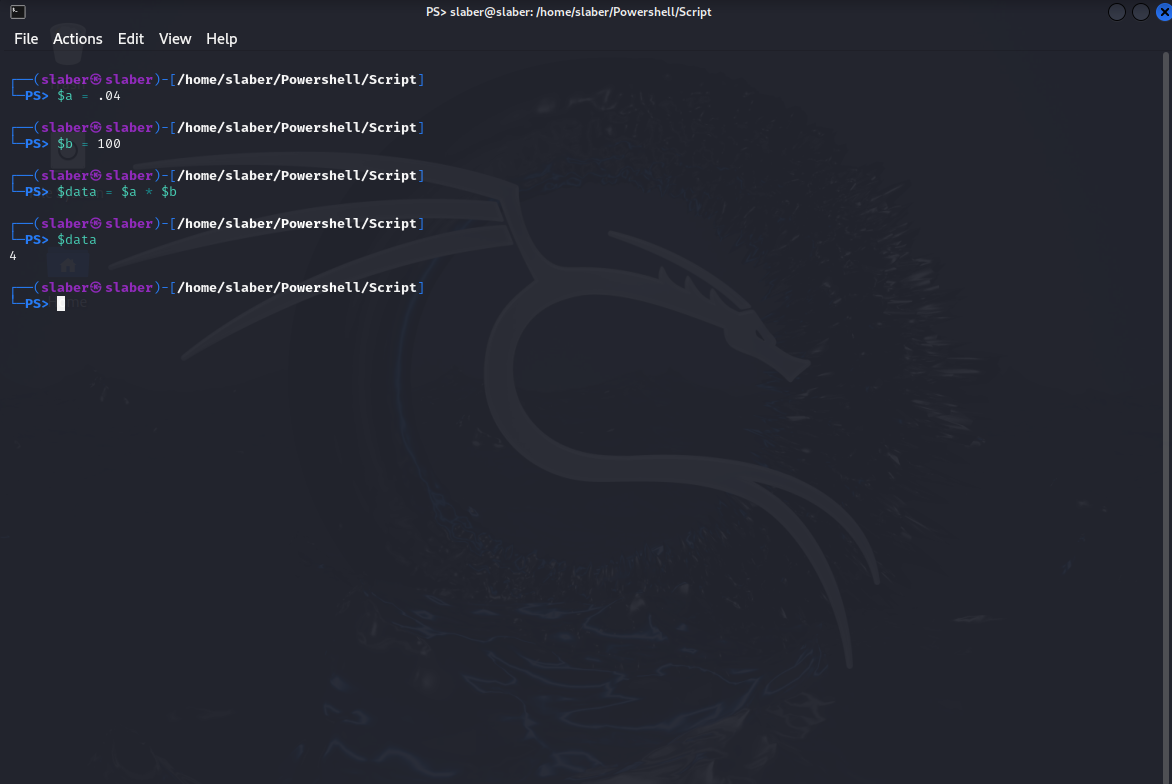 PS> slaber@slaber: /home/slaber/Powershell/Script
File Actions Edit View Help
┌──(slaber㉿slaber)-[/home/slaber/Powershell/Script]
└─PS> $a = .04
┌──(slaber㉿slaber)-[/home/slaber/Powershell/Script]
└─PS> $b = 100
┌──(slaber㉿slaber)-[/home/slaber/Powershell/Script]
└─PS> $data = $a * $b
┌──(slaber㉿slaber)-[/home/slaber/Powershell/Script]
└─PS> $data
4
┌──(slaber㉿slaber)-[/home/slaber/Powershell/Script]
└─PS>